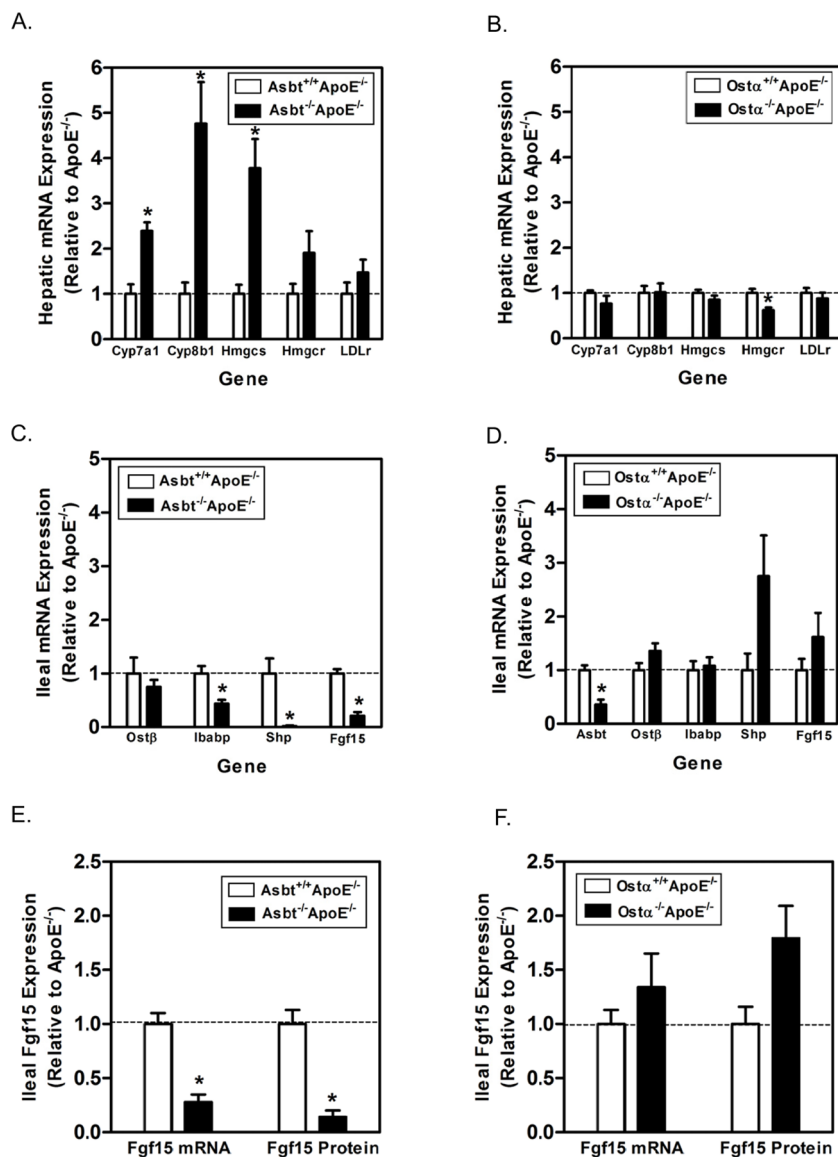 A.
Hepatic mRNA Expression
(Relative to ApoE-/-)
6
5
4
3
2
1
0
Asbt+/+ApoE-/-
Asbt-/-ApoE-/-
*
*
*
Cyp7a1 Cyp8b1 Hmgcs Hmgcr LDLr
Gene
B.
Hepatic mRNA Expression
(Relative to ApoE-/-)
6
5
4
3
2
1
0
Ostα+/+ApoE-/-
Ostα-/-ApoE-/-
*
Cyp7a1 Cyp8b1 Hmgcs Hmgcr LDLr
Gene
C.
Ileal mRNA Expression
(Relative to ApoE-/-)
5
4
3
2
1
0
Asbt+/+ApoE-/-
Asbt-/-ApoE-/-
*
*
*
Ostβ Ibabp Shp Fgf15
Gene
D.
Ileal mRNA Expression
(Relative to ApoE-/-)
5
4
3
2
1
0
Ostα+/+ApoE-/-
Ostα-/-ApoE-/-
*
Asbt Ostβ Ibabp Shp Fgf15
Gene
E.
Ileal Fgf15 Expression
(Relative to ApoE-/-)
2.5
2.0
1.5
1.0
0.5
0.0
Asbt+/+ApoE-/-
Asbt-/-ApoE-/-
*
*
Fgf15 mRNA Fgf15 Protein
F.
Ileal Fgf15 Expression
(Relative to ApoE-/-)
2.5
2.0
1.5
1.0
0.5
0.0
Ostα+/+ApoE-/-
Ostα-/-ApoE-/-
Fgf15 mRNA Fgf15 Protein